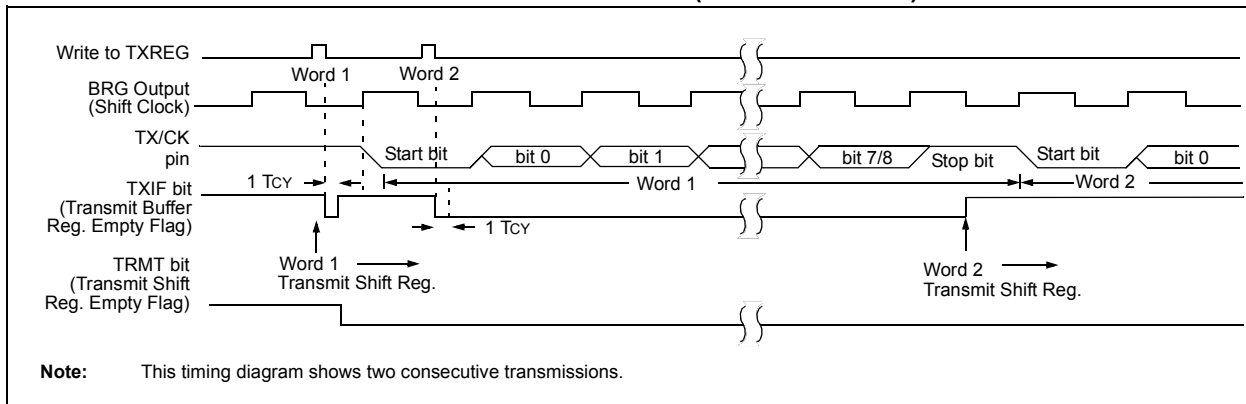 Write to TXREG
Word 1
Word 2
BRG Output
(Shift Clock)
TX/CK
pin
Start bit
bit 0
bit 1
bit 7/8
Stop bit
Start bit
bit 0
1 TCY
Word 1
Word 2
TXIF bit
(Transmit Buffer
Reg. Empty Flag)
1 TCY
Word 1
Transmit Shift Reg.
Word 2
Transmit Shift Reg.
TRMT bit
(Transmit Shift
Reg. Empty Flag)
Note: This timing diagram shows two consecutive transmissions.